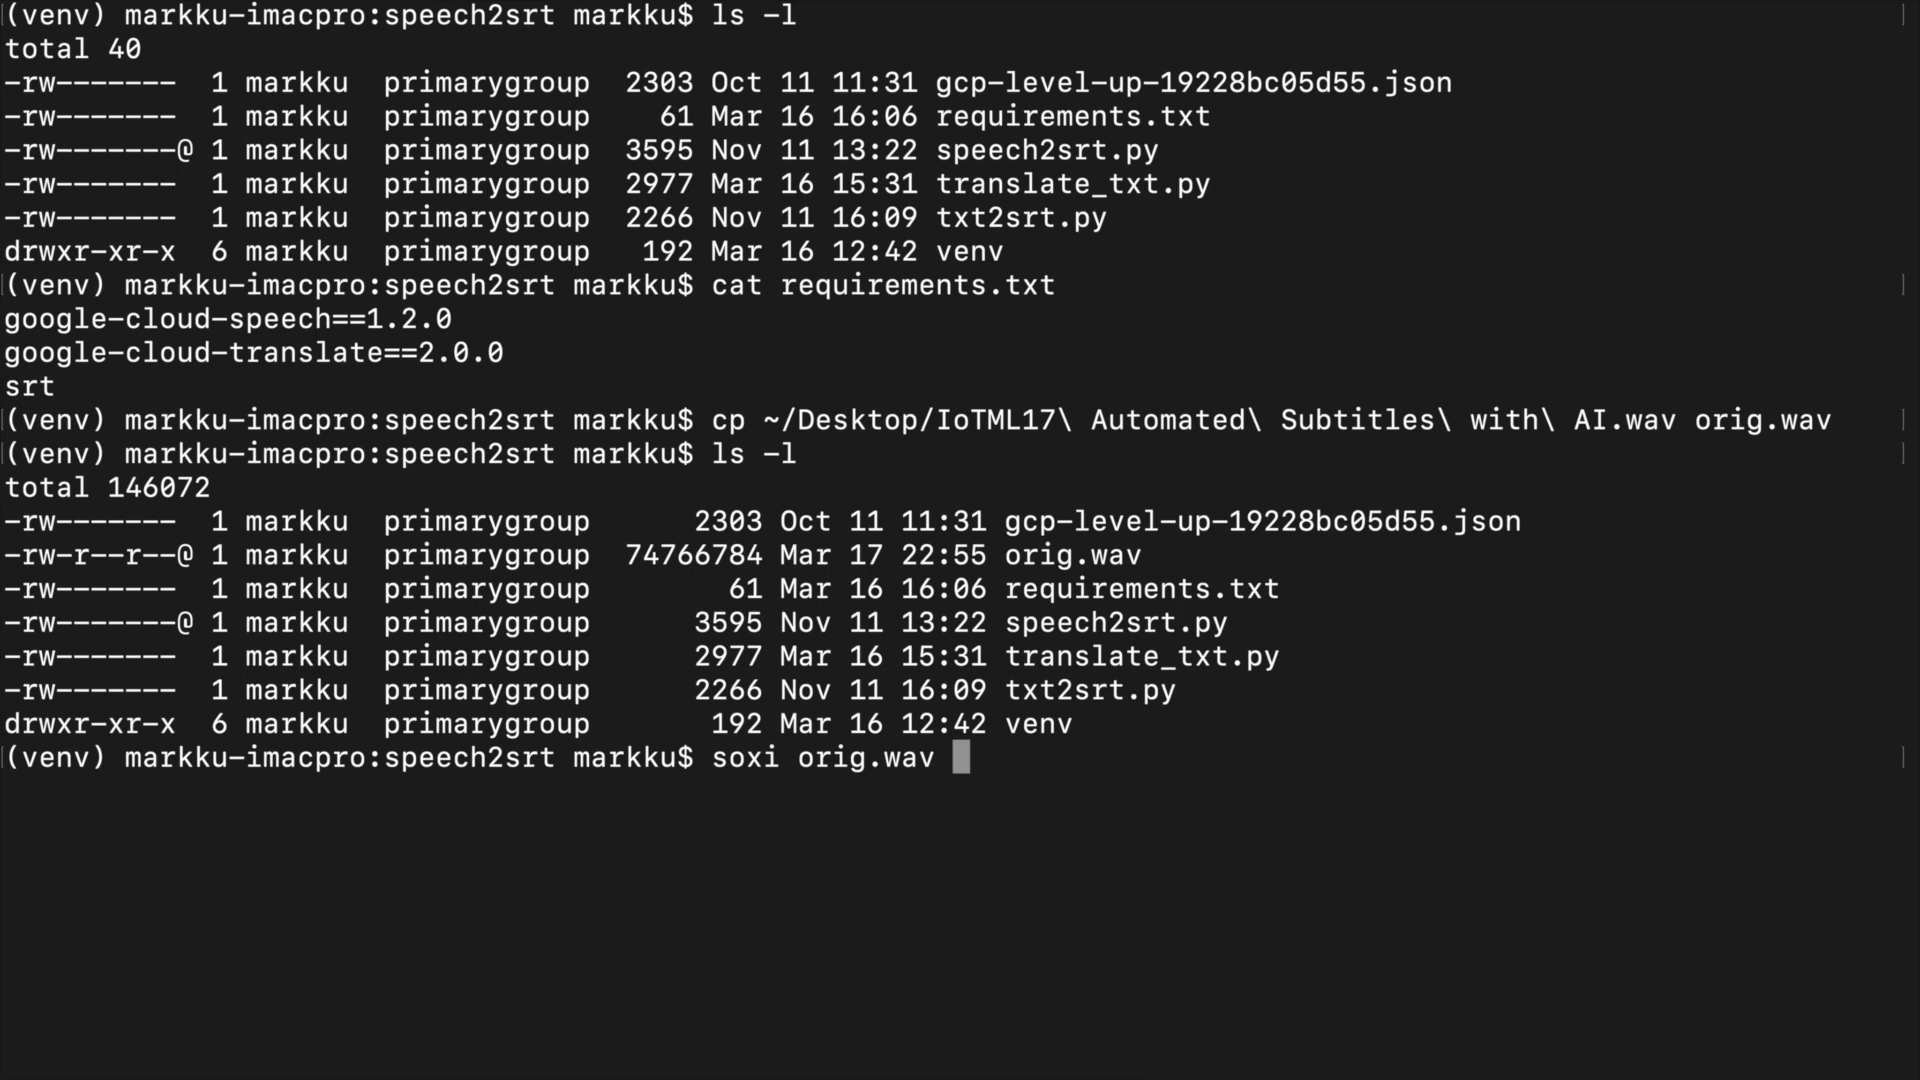 (venv) markku-imacpro:speech2srt markku$ ls -l
total 40
-rw-------  1 markku  primarygroup  2303 Oct 11 11:31 gcp-level-up-19228bc05d55.json
-rw-------  1 markku  primarygroup    61 Mar 16 16:06 requirements.txt
-rw-------@ 1 markku  primarygroup  3595 Nov 11 13:22 speech2srt.py
-rw-------  1 markku  primarygroup  2977 Mar 16 15:31 translate_txt.py
-rw-------  1 markku  primarygroup  2266 Nov 11 16:09 txt2srt.py
drwxr-xr-x  6 markku  primarygroup   192 Mar 16 12:42 venv
(venv) markku-imacpro:speech2srt markku$ cat requirements.txt
google-cloud-speech==1.2.0
google-cloud-translate==2.0.0
srt
(venv) markku-imacpro:speech2srt markku$ cp ~/Desktop/IoTML17\ Automated\ Subtitles\ with\ AI.wav orig.wav
(venv) markku-imacpro:speech2srt markku$ ls -l
total 146072
-rw-------  1 markku  primarygroup      2303 Oct 11 11:31 gcp-level-up-19228bc05d55.json
-rw-r--r--@ 1 markku  primarygroup  74766784 Mar 17 22:55 orig.wav
-rw-------  1 markku  primarygroup        61 Mar 16 16:06 requirements.txt
-rw-------@ 1 markku  primarygroup      3595 Nov 11 13:22 speech2srt.py
-rw-------  1 markku  primarygroup      2977 Mar 16 15:31 translate_txt.py
-rw-------  1 markku  primarygroup      2266 Nov 11 16:09 txt2srt.py
drwxr-xr-x  6 markku  primarygroup       192 Mar 16 12:42 venv
(venv) markku-imacpro:speech2srt markku$ soxi orig.wav